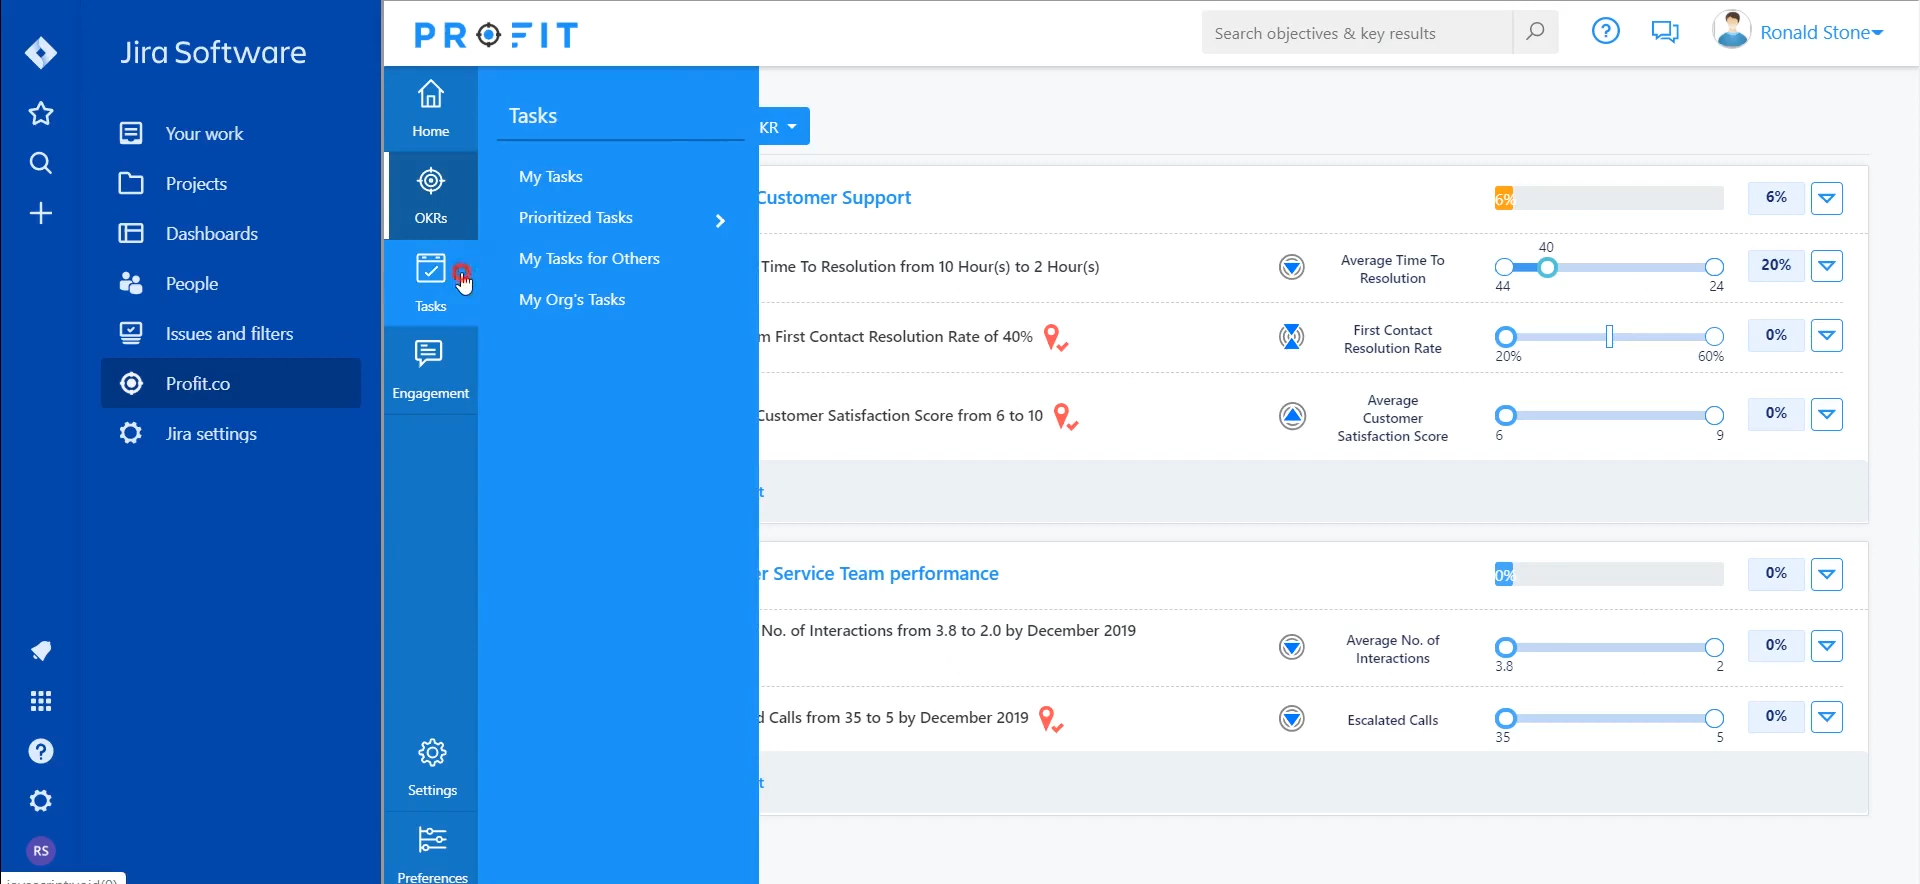 Jira Software
Your work
Projects
Dashboards
People
Issues and filters
Profit.co
Jira settings
RS
PROFIT
Search objectives & key results
Ronald Stone
Home
OKRs
Tasks
Engagement
Settings
Preferences
Tasks
My Tasks
Prioritized Tasks
My Tasks for Others
My Org's Tasks
KR
Customer Support
6%
6%
Time To Resolution from 10 Hour(s) to 2 Hour(s)
Average Time To
Resolution
40
44
24
20%
First Contact Resolution Rate of 40%
First Contact
Resolution Rate
20%
60%
0%
Customer Satisfaction Score from 6 to 10
Average
Customer
Satisfaction Score
6
9
0%
Service Team performance
0%
0%
No. of Interactions from 3.8 to 2.0 by December 2019
Average No. of
Interactions
3.8
2
0%
Calls from 35 to 5 by December 2019
Escalated Calls
35
5
0%